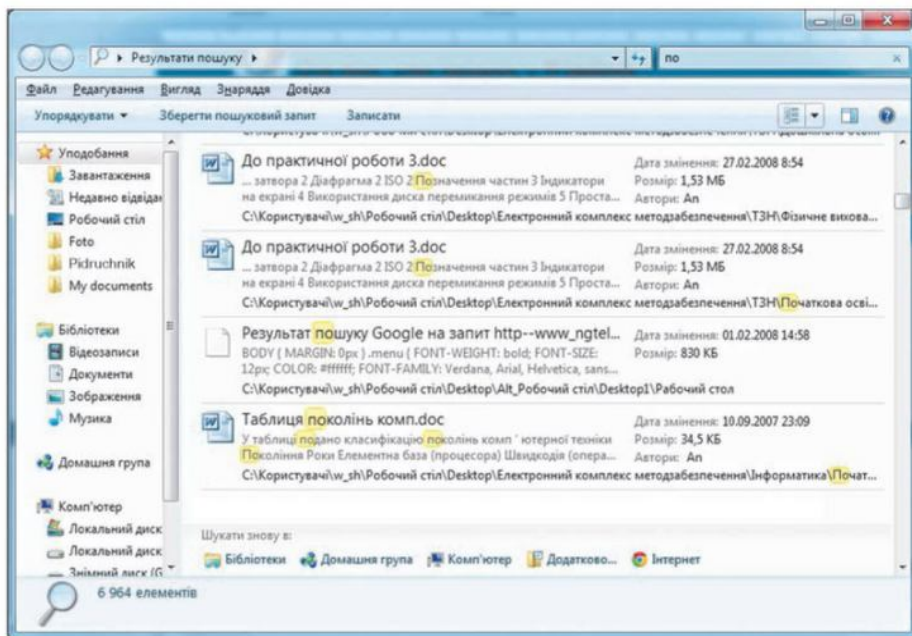 Результати пошуку
по
Файл Редагування Вигляд Знаряддя Довідка
Упорядкувати Зберегти пошуковий запит Записати
Уподобання
Завантаження
Недавно відвідан
Робочий стіл
Foto
Pidruchnik
My documents
Бібліотеки
Відеозаписи
Документи
Зображення
Музика
Домашня група
Комп'ютер
Локальний диск
Локальний диск
Знімний диск (G
До практичної роботи 3.doc
Дата змінення: 27.02.2008 8:54
... затвора 2 Діафрагма 2 ISO 2 Позначення частин 3 Індикатори
Розмір: 1,53 МБ
на екрані 4 Використання диска перемикання режимів 5 Проста...
Автори: An
C:\Користувачі\w_sh\Робочий стіл\Desktop\Електронний комплекс методзабезпечення\ТЗН\Фізичне вихова...
До практичної роботи 3.doc
Дата змінення: 27.02.2008 8:54
... затвора 2 Діафрагма 2 ISO 2 Позначення частин 3 Індикатори
Розмір: 1,53 МБ
на екрані 4 Використання диска перемикання режимів 5 Проста...
Автори: An
C:\Користувачі\w_sh\Робочий стіл\Desktop\Електронний комплекс методзабезпечення\ТЗН\Початкова осві...
Результат пошуку Google на запит http--www_ngtel...
Дата змінення: 01.02.2008 14:58
BODY { MARGIN: 0px } .menu { FONT-WEIGHT: bold; FONT-SIZE:
Розмір: 830 КБ
12px; COLOR: #ffffff; FONT-FAMILY: Verdana, Arial, Helvetica, sans...
C:\Користувачі\w_sh\Робочий стіл\Desktop\Alt_Робочий стіл\Desktop1\Рабочий стол
Таблиця поколінь комп.doc
Дата змінення: 10.09.2007 23:09
У таблиці подано класифікацію поколінь комп ' ютерної техніки
Розмір: 34,5 КБ
Покоління Роки Елементна база (процесора) Швидкодія (опера...
Автори: An
C:\Користувачі\w_sh\Робочий стіл\Desktop\Електронний комплекс методзабезпечення\Інформатика\Почат...
Шукати знову в:
Бібліотеки Домашня група Комп'ютер Додатково... Інтернет
6 964 елементів